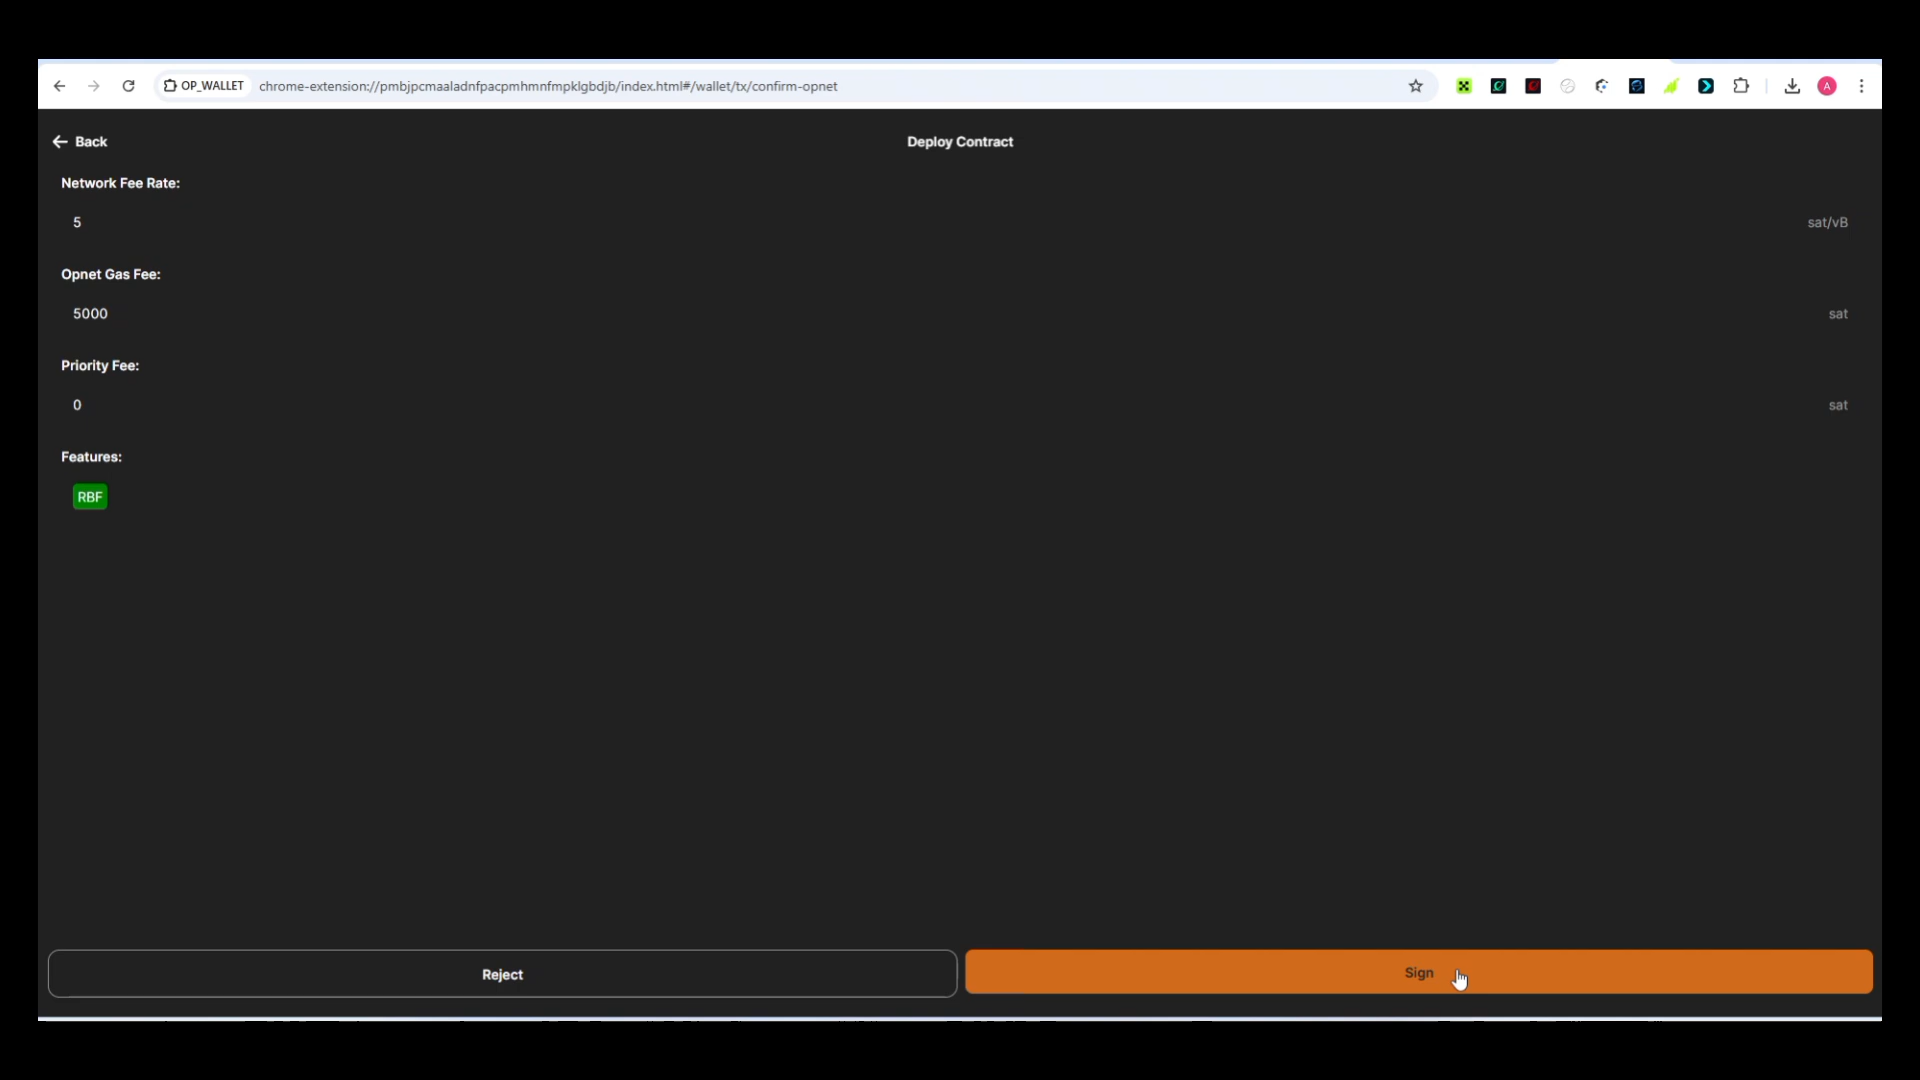 OP_WALLET chrome-extension://pmbjpcmaaladnfpacpmhmnfmpklgbdjb/index.html#/wallet/tx/confirm-opnet
A
Back
Deploy Contract
Network Fee Rate:
5 sat/vB
Opnet Gas Fee:
5000 sat
Priority Fee:
0 sat
Features:
RBF
Reject
Sign